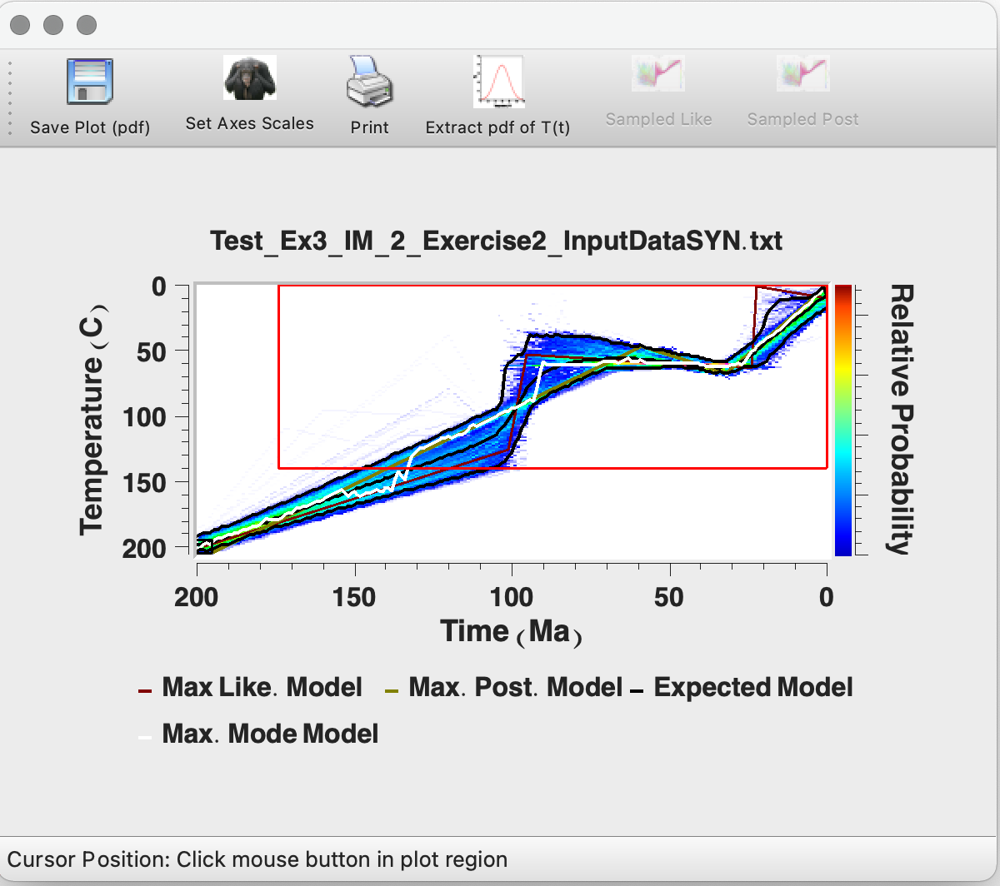 Save Plot (pdf)
Set Axes Scales
Print
Extract pdf of T(t)
Sampled Like
Sampled Post
Test_Ex3_IM_2_Exercise2_InputDataSYN.txt
0
50
100
150
200
Temperature (C)
200
150
100
50
0
Time (Ma)
Relative Probability
Max Like. Model
Max. Post. Model
Expected Model
Max. Mode Model
Cursor Position: Click mouse button in plot region